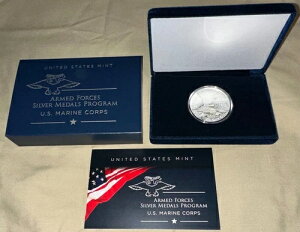 UNITED STATES MINT
ARMED FORCES
SILVER MEDALS PROGRAM
U.S. MARINE CORPS
UNITED STATES MINT
ARMED FORCES
SILVER MEDALS PROGRAM
U.S. MARINE CORPS